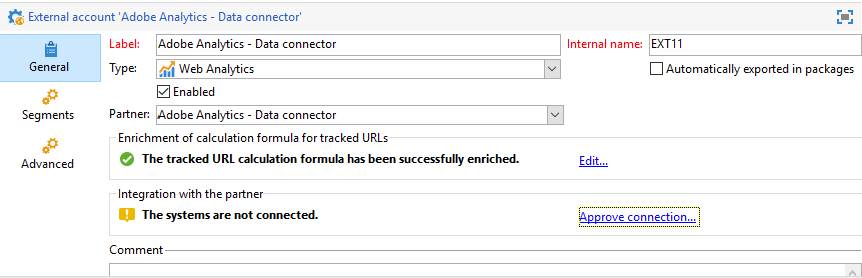 External account 'Adobe Analytics - Data connector'
General
Segments
Advanced
Label: Adobe Analytics - Data connector Internal name: EXT11
Type: Web Analytics Automatically exported in packages
Enabled
Partner: Adobe Analytics - Data connector
Enrichment of calculation formula for tracked URLs
The tracked URL calculation formula has been successfully enriched. Edit...
Integration with the partner
The systems are not connected. Approve connection...
Comment